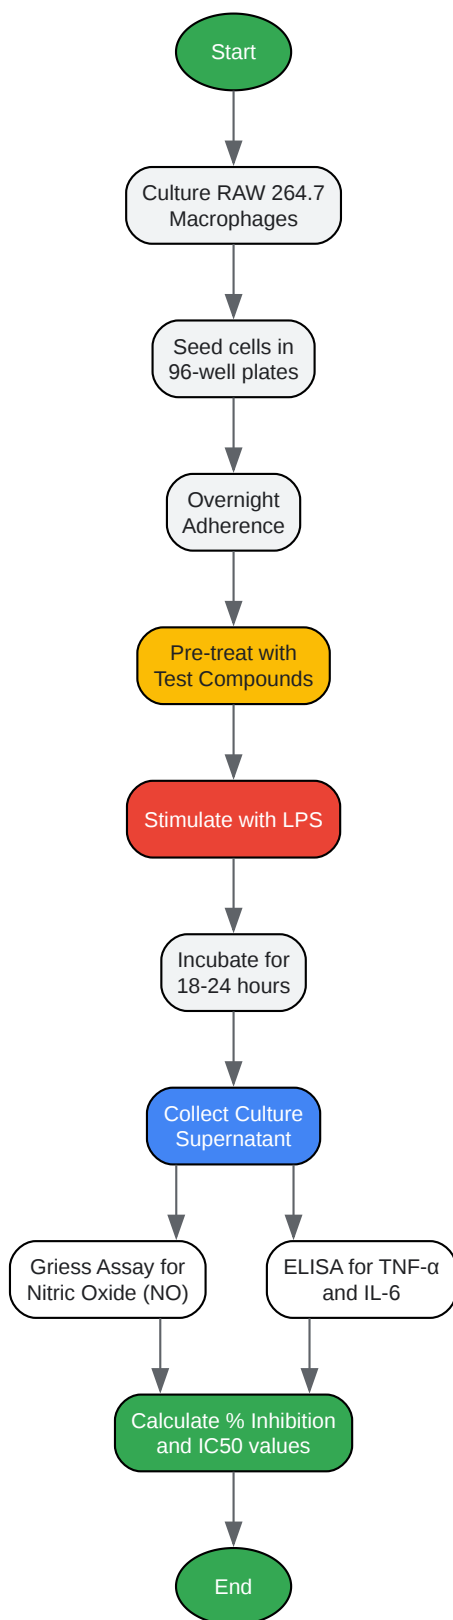 Start
Culture RAW 264.7
Macrophages
Seed cells in
96-well plates
Overnight
Adherence
Pre-treat with
Test Compounds
Stimulate with LPS
Incubate for
18-24 hours
Collect Culture
Supernatant
Griess Assay for
Nitric Oxide (NO)
ELISA for TNF-α
and IL-6
Calculate % Inhibition
and IC50 values
End